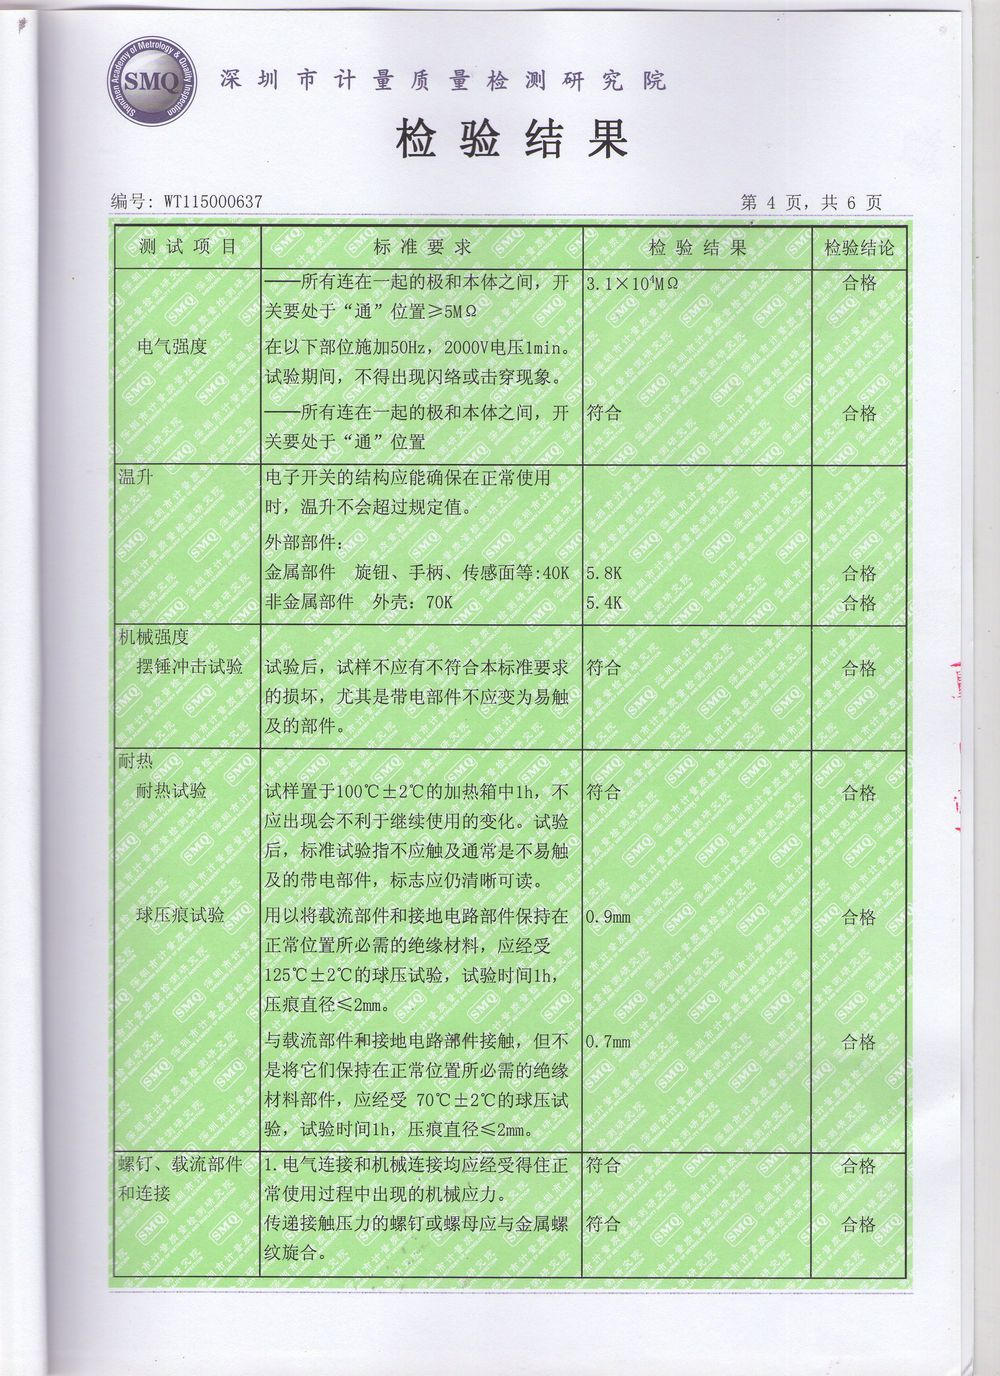 Shenzhen Academy of Metrology & Quality Inspection
SMQ
深圳市计量质量检测研究院
检验结果
编号: WT115000637
第 4 页, 共 6 页
测试项目 标准要求 检验结果 检验结论
——所有连在一起的极和本体之间, 开 3.1×10⁴MΩ 合格
关要处于“通”位置≥5MΩ
电气强度 在以下部位施加50Hz, 2000V电压1min。
试验期间, 不得出现闪络或击穿现象。
——所有连在一起的极和本体之间, 开 符合 合格
关要处于“通”位置
温升 电子开关的结构应能确保在正常使用
时, 温升不会超过规定值。
外部部件:
金属部件 旋钮、手柄、传感面等:40K 5.8K 合格
非金属部件 外壳: 70K 5.4K 合格
机械强度
摆锤冲击试验 试验后, 试样不应有不符合本标准要求 符合 合格
的损坏, 尤其是带电部件不应变为易触
及的部件。
耐热
耐热试验 试样置于100℃±2℃的加热箱中1h, 不 符合 合格
应出现会不利于继续使用的变化。试验
后, 标准试验指不应触及通常是不易触
及的带电部件, 标志应仍清晰可读。
球压痕试验 用以将载流部件和接地电路部件保持在 0.9mm 合格
正常位置所必需的绝缘材料, 应经受
125℃±2℃的球压试验, 试验时间1h,
压痕直径≤2mm。
与载流部件和接地电路部件接触, 但不 0.7mm 合格
是将它们保持在正常位置所必需的绝缘
材料部件, 应经受 70℃±2℃的球压试
验, 试验时间1h, 压痕直径≤2mm。
螺钉、载流部件 1. 电气连接和机械连接均应经受得住正 符合 合格
和连接 常使用过程中出现的机械应力。
传递接触压力的螺钉或螺母应与金属螺 符合 合格
纹旋合。